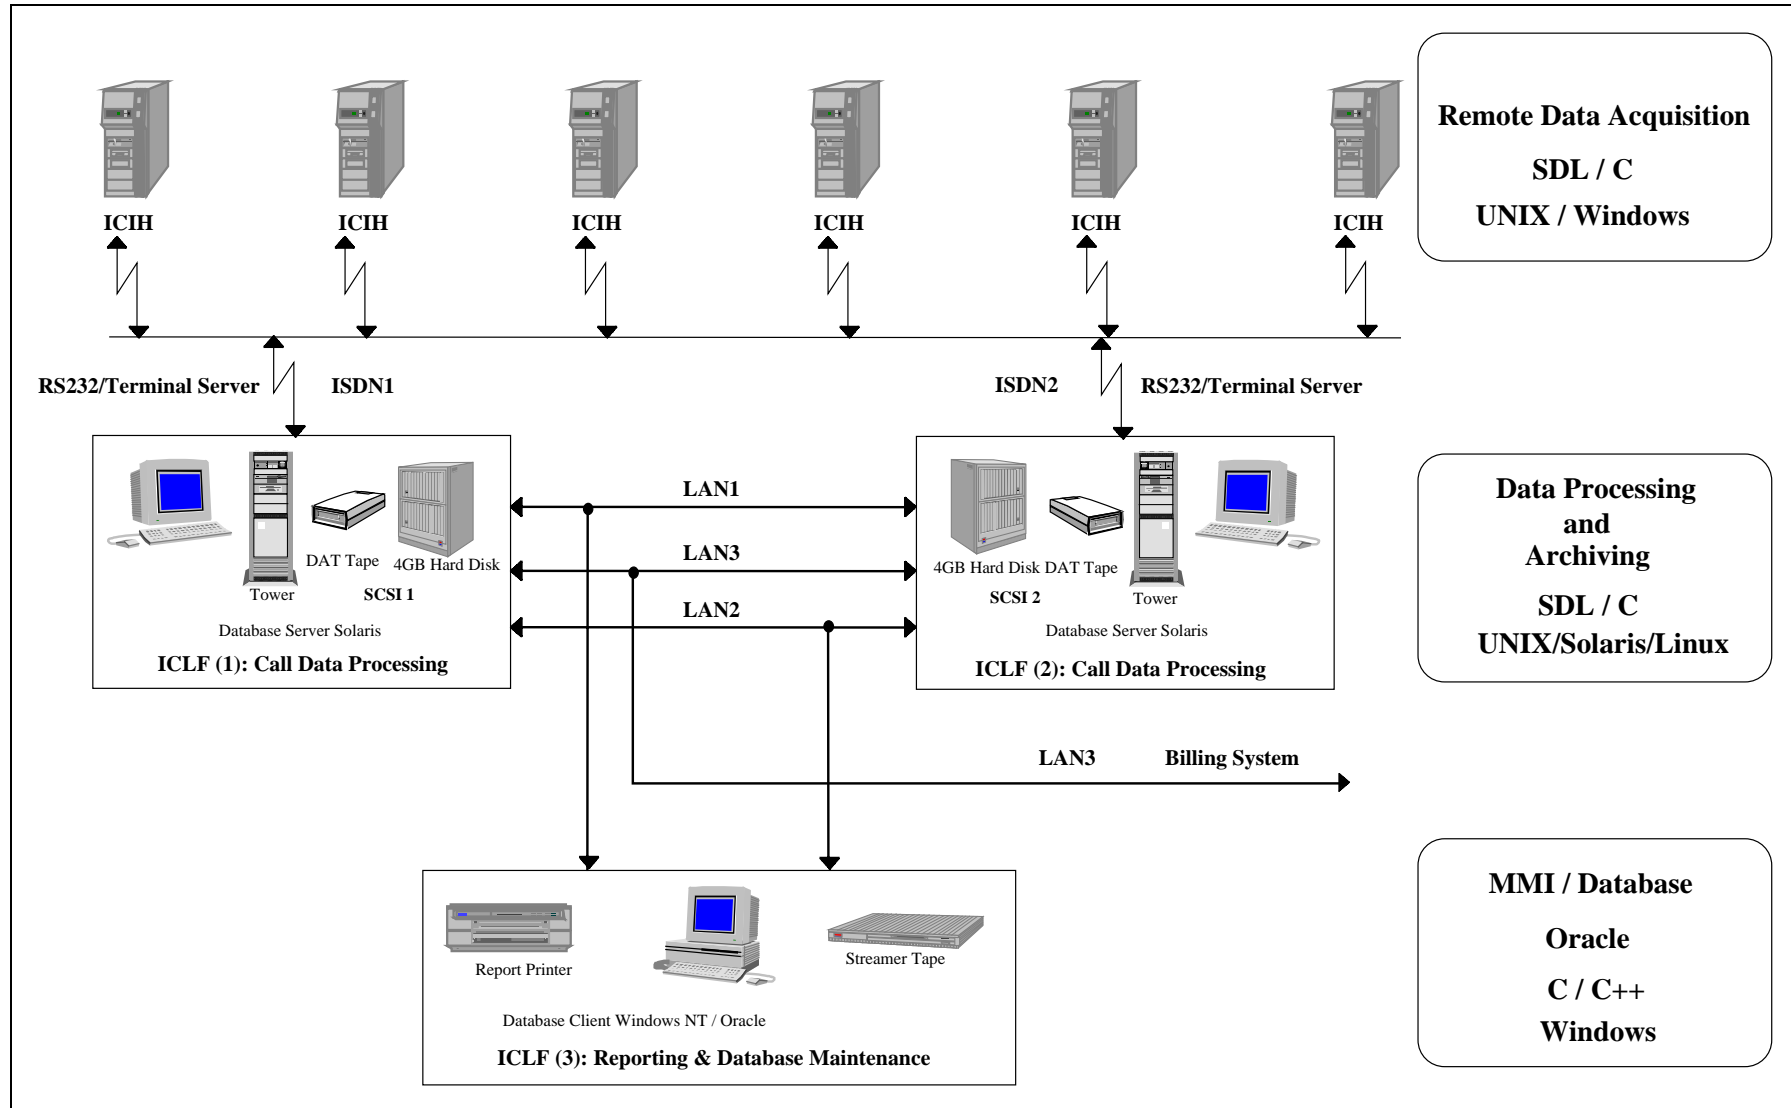 Remote Data Acquisition
SDL / C
UNIX / Windows
ICIH
ICIH
ICIH
ICIH
ICIH
ICIH
RS232/Terminal Server
ISDN1
ISDN2
RS232/Terminal Server
DAT Tape
4GB Hard Disk
Tower
SCSI 1
Database Server Solaris
ICLF (1): Call Data Processing
LAN1
LAN3
LAN2
4GB Hard Disk
DAT Tape
SCSI 2
Tower
Database Server Solaris
ICLF (2): Call Data Processing
Data Processing
and
Archiving
SDL / C
UNIX/Solaris/Linux
LAN3
Billing System
Report Printer
Streamer Tape
Database Client Windows NT / Oracle
ICLF (3): Reporting & Database Maintenance
MMI / Database
Oracle
C / C++
Windows